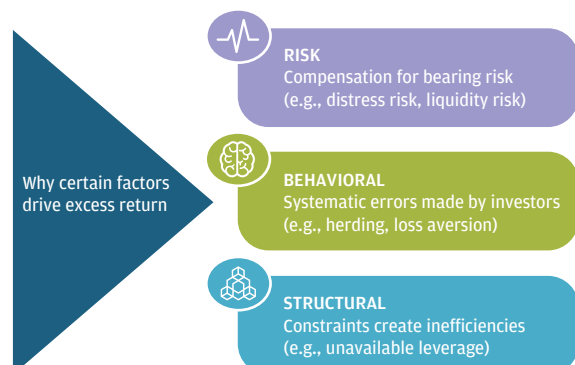 Why certain factors
drive excess return
RISK
Compensation for bearing risk
(e.g., distress risk, liquidity risk)
BEHAVIORAL
Systematic errors made by investors
(e.g., herding, loss aversion)
STRUCTURAL
Constraints create inefficiencies
(e.g., unavailable leverage)